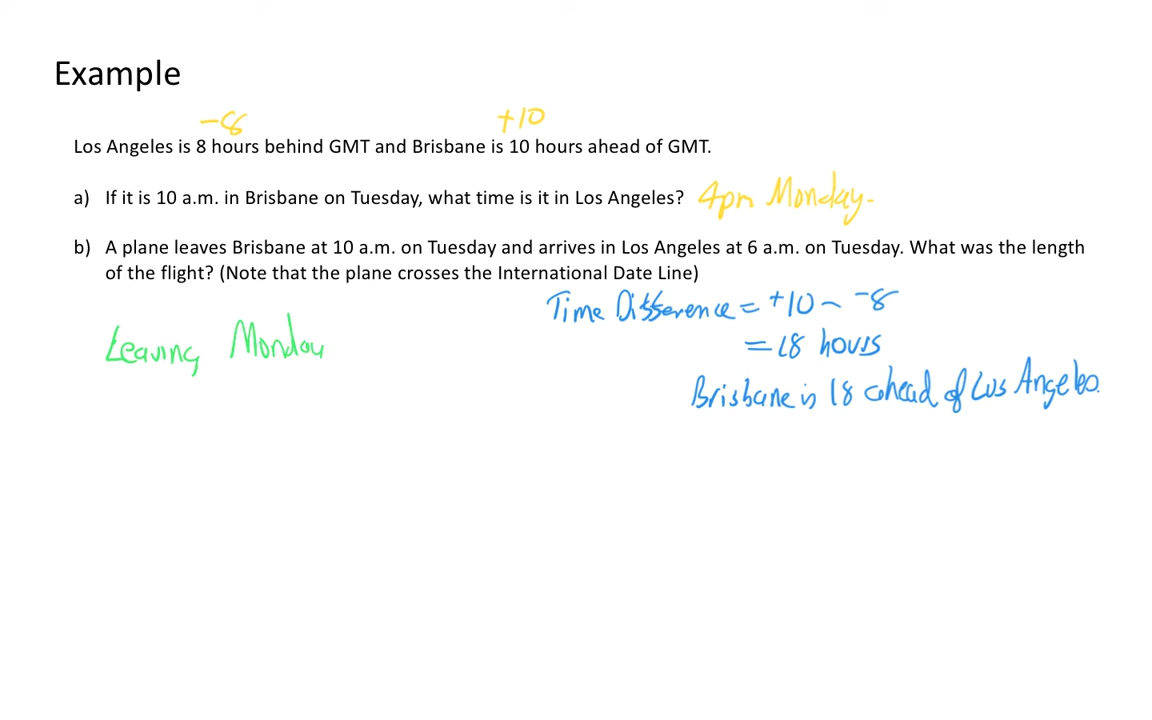 Example
-8 +10
Los Angeles is 8 hours behind GMT and Brisbane is 10 hours ahead of GMT.
a) If it is 10 a.m. in Brisbane on Tuesday, what time is it in Los Angeles? 4pm Monday-
b) A plane leaves Brisbane at 10 a.m. on Tuesday and arrives in Los Angeles at 6 a.m. on Tuesday. What was the length
of the flight? (Note that the plane crosses the International Date Line)
Time Difference = +10 - -8
= 18 hours
Leaving Monday
Brisbane is 18 ahead of Los Angeles.